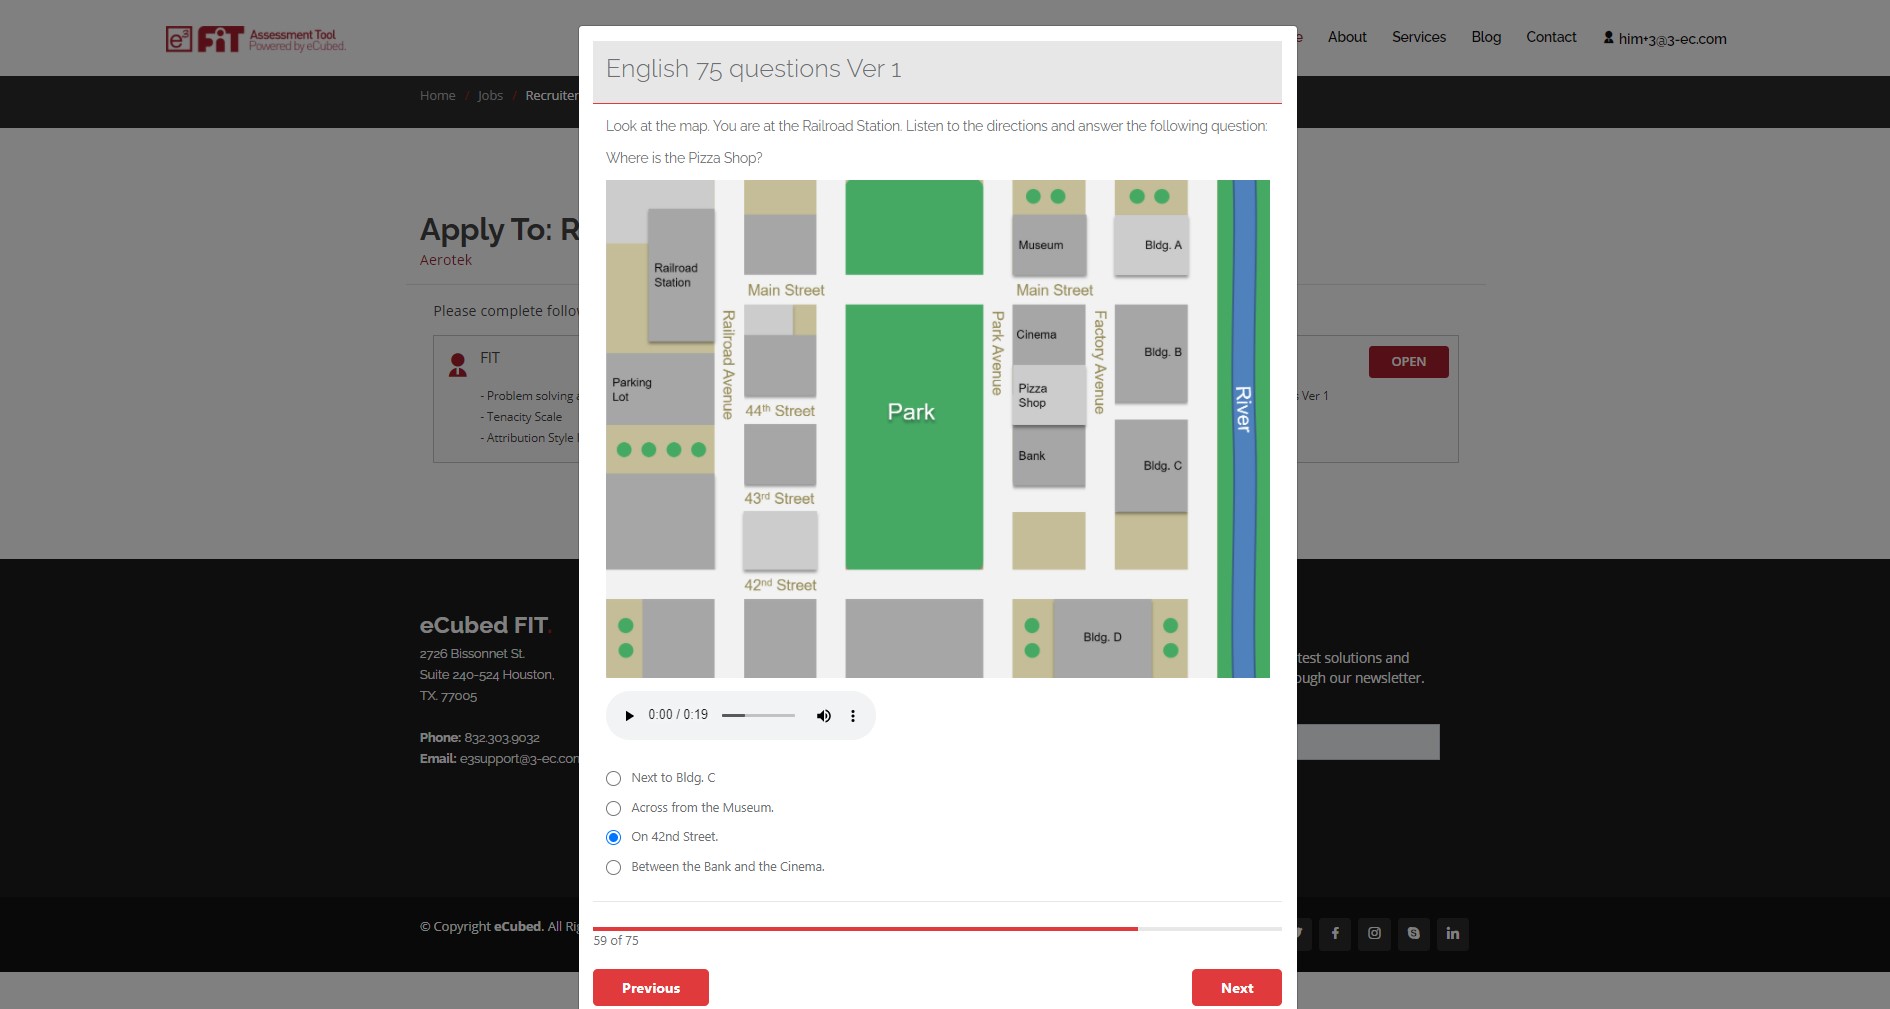 e³ FiT Assessment Tool
Powered by eCubed.
About Services Blog Contact him+3@3-ec.com
Home / Jobs / Recruiter
English 75 questions Ver 1
Look at the map. You are at the Railroad Station. Listen to the directions and answer the following question:
Where is the Pizza Shop?
Apply To: R
Aerotek
Please complete follow
FIT
- Problem solving a
- Tenacity Scale
- Attribution Style
s Ver 1
OPEN
Museum
Bldg. A
Railroad
Station
Main Street
Main Street
Railroad Avenue
Park Avenue
Factory Avenue
Cinema
Bldg. B
Parking
Lot
Pizza
Shop
44th Street
Park
River
Bank
Bldg. C
43rd Street
42nd Street
Bldg. D
0:00 / 0:19
Next to Bldg. C
Across from the Museum.
On 42nd Street.
Between the Bank and the Cinema.
59 of 75
Previous
Next
eCubed FIT.
2726 Bissonnet St.
Suite 240-524 Houston,
TX. 77005
Phone: 832.303.9032
Email: e3support@3-ec.con
test solutions and
ough our newsletter.
© Copyright eCubed. All Rig